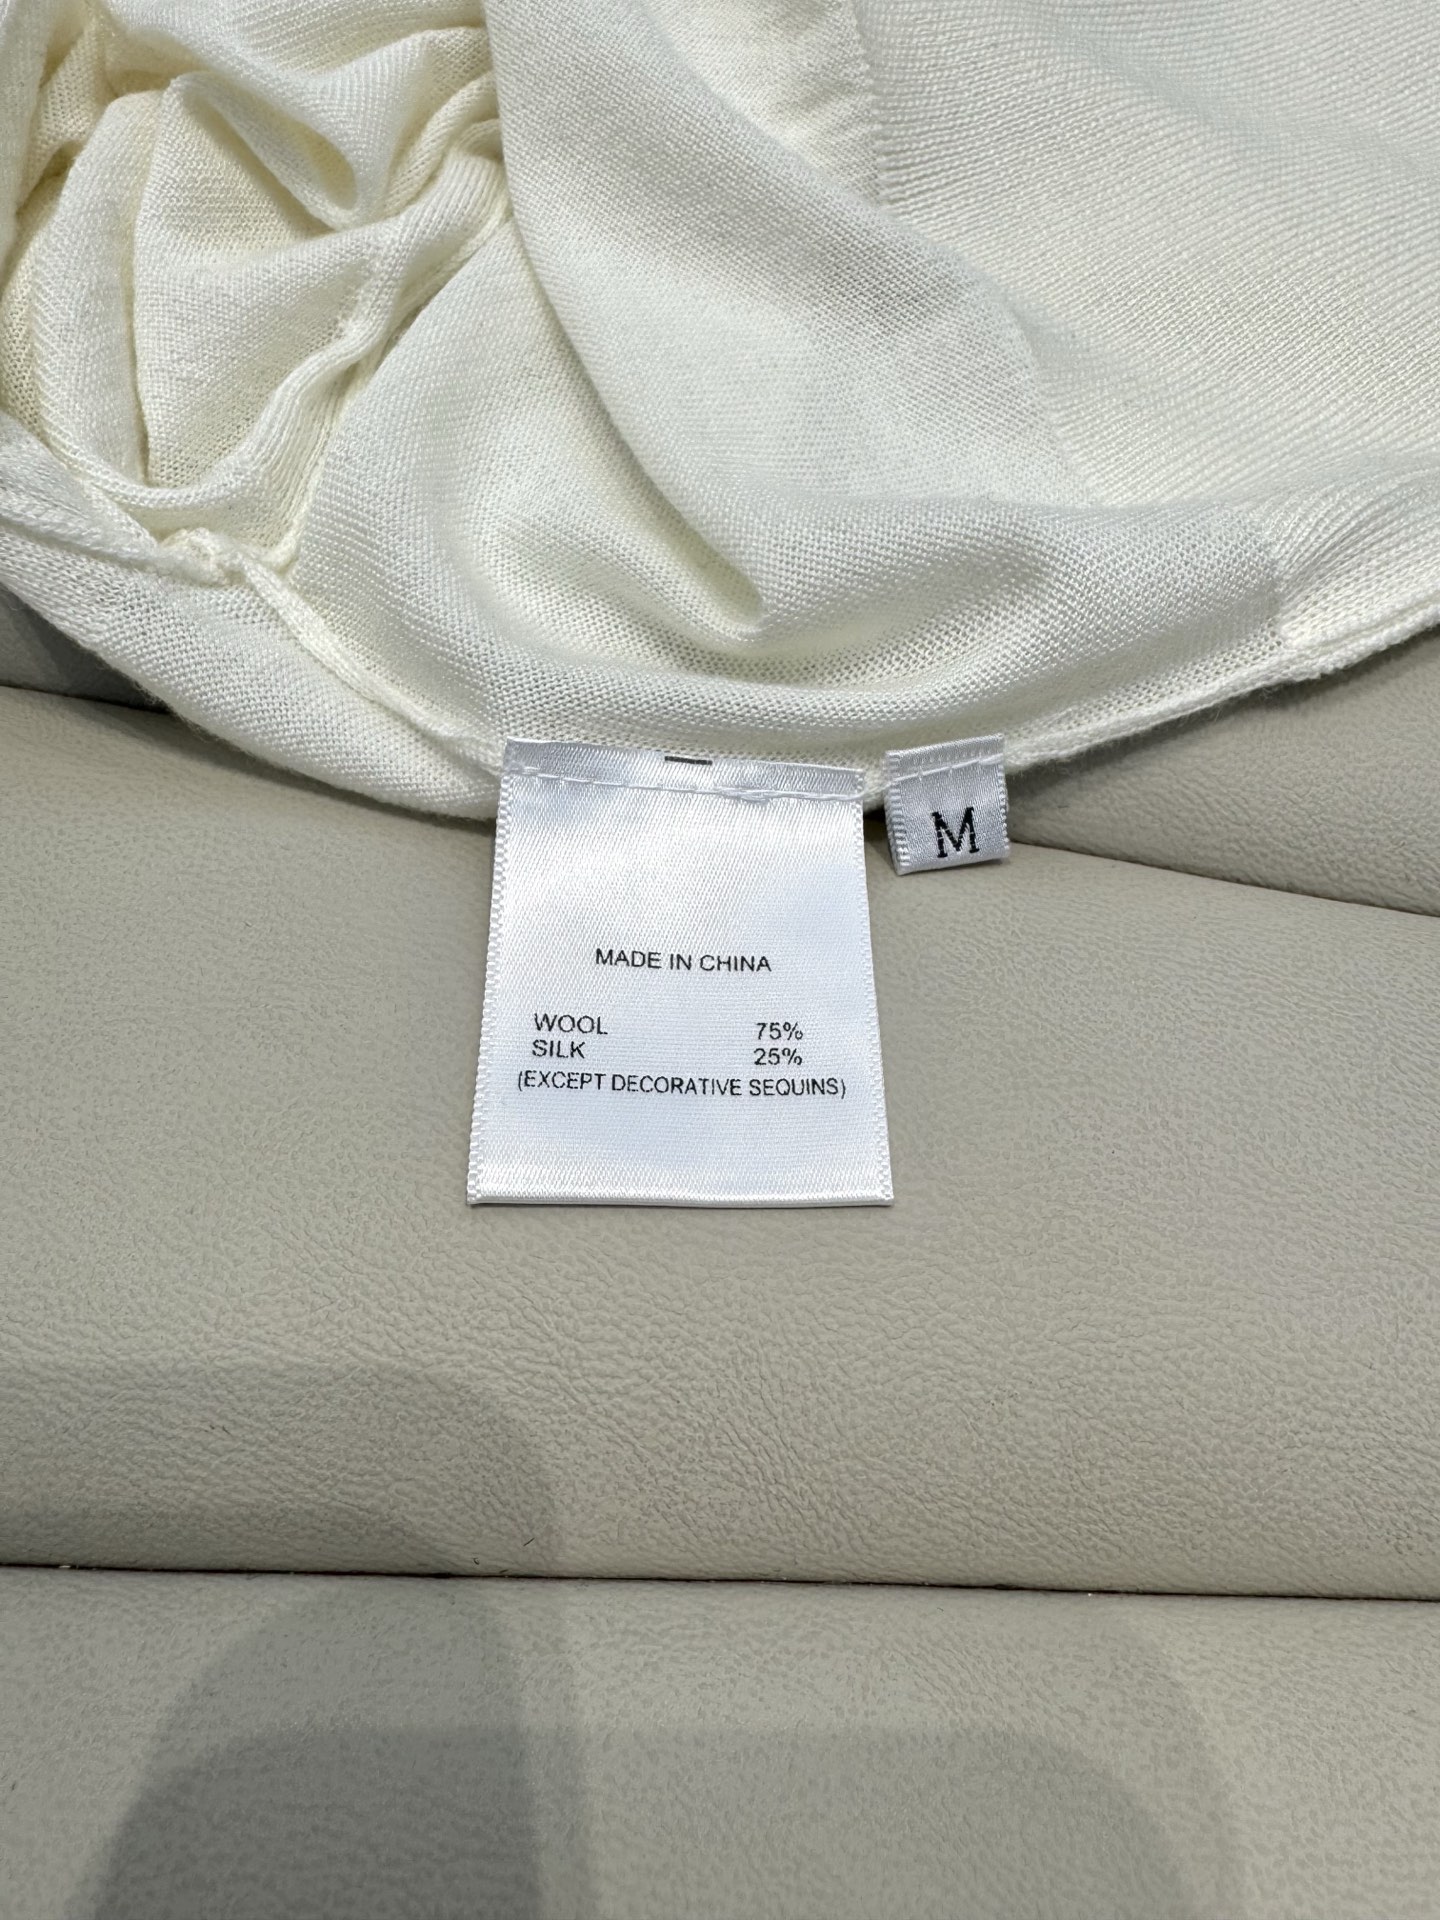 M
MADE IN CHINA
WOOL 75%
SILK 25%
(EXCEPT DECORATIVE SEQUINS)